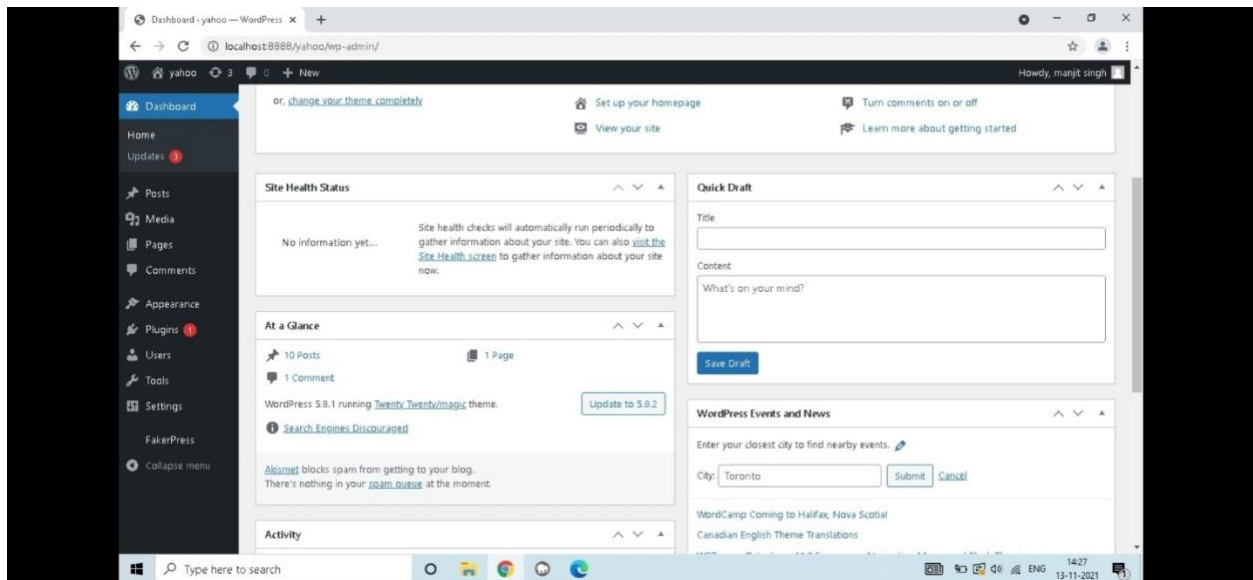 Dashboard ‹ yahoo — WordPress
localhost:8888/yahoo/wp-admin/
yahoo 3 0 + New
Howdy, manjit singh
Dashboard
Home
Updates 3
Posts
Media
Pages
Comments
Appearance
Plugins 1
Users
Tools
Settings
FakerPress
Collapse menu
or, change your theme completely
Set up your homepage
View your site
Turn comments on or off
Learn more about getting started
Site Health Status
No information yet...
Site health checks will automatically run periodically to
gather information about your site. You can also visit the
Site Health screen to gather information about your site
now.
At a Glance
10 Posts
1 Page
1 Comment
WordPress 5.8.1 running Twenty Twenty/magic theme.
Update to 5.8.2
Search Engines Discouraged
Akismet blocks spam from getting to your blog.
There's nothing in your spam queue at the moment.
Activity
Quick Draft
Title
Content
What's on your mind?
Save Draft
WordPress Events and News
Enter your closest city to find nearby events.
City: Toronto
Submit
Cancel
WordCamp Coming to Halifax, Nova Scotia!
Canadian English Theme Translations
Type here to search
ENG
14:27
13-11-2021